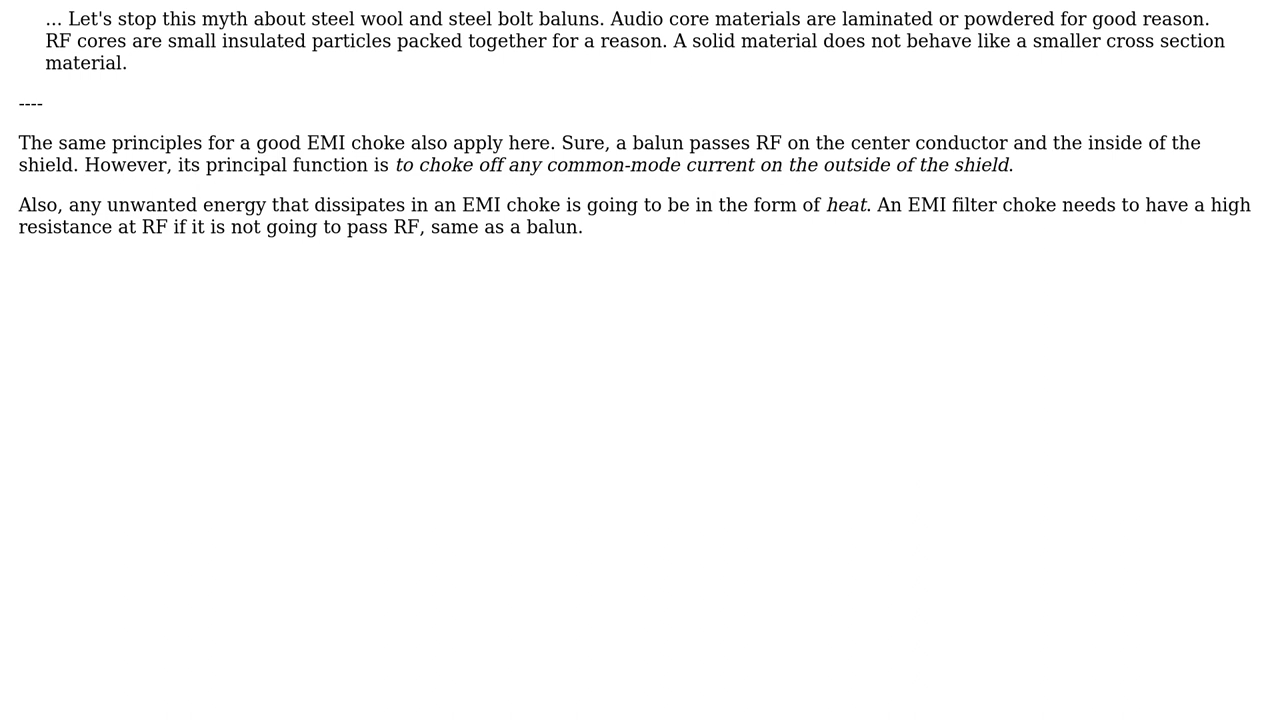 ... Let's stop this myth about steel wool and steel bolt baluns. Audio core materials are laminated or powdered for good reason.
RF cores are small insulated particles packed together for a reason. A solid material does not behave like a smaller cross section
material.
----
The same principles for a good EMI choke also apply here. Sure, a balun passes RF on the center conductor and the inside of the
shield. However, its principal function is to choke off any common-mode current on the outside of the shield.
Also, any unwanted energy that dissipates in an EMI choke is going to be in the form of heat. An EMI filter choke needs to have a high
resistance at RF if it is not going to pass RF, same as a balun.